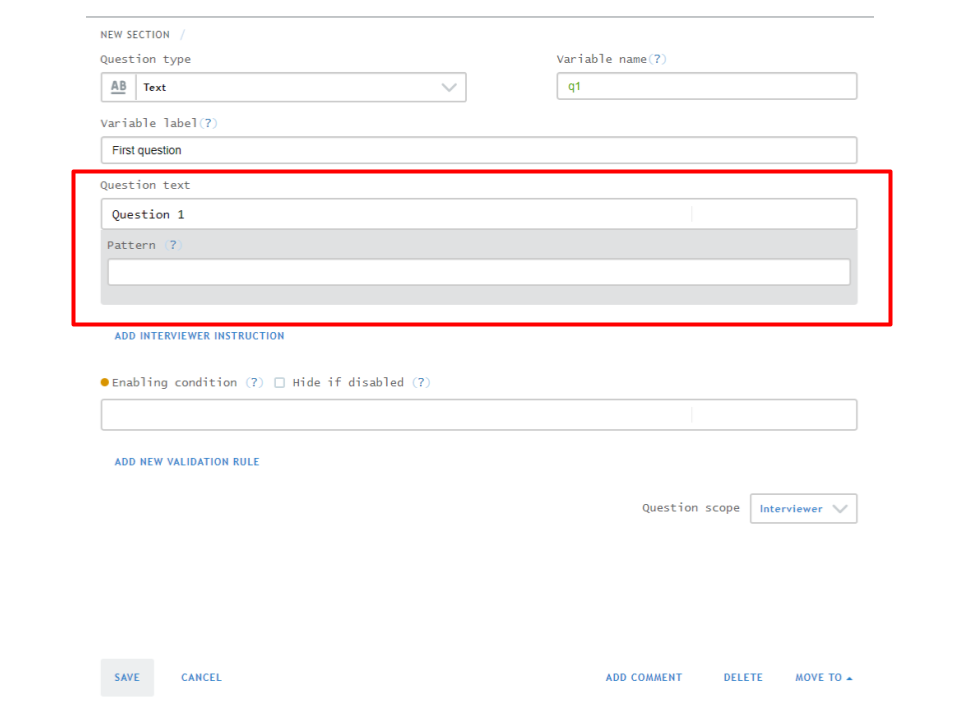 NEW SECTION /
Question type
Variable name (?)
AB Text
q1
Variable label (?)
First question
Question text
Question 1
Pattern (?)
ADD INTERVIEWER INSTRUCTION
Enabling condition (?) Hide if disabled (?)
ADD NEW VALIDATION RULE
Question scope Interviewer
SAVE CANCEL ADD COMMENT DELETE MOVE TO